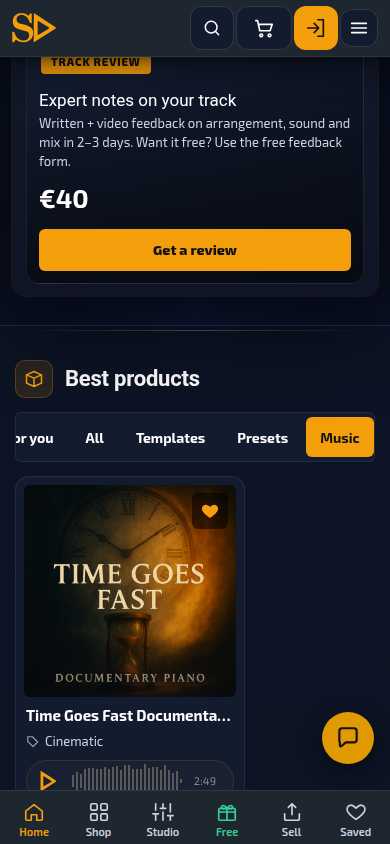 SD
TRACK REVIEW
Expert notes on your track
Written + video feedback on arrangement, sound and
mix in 2–3 days. Want it free? Use the free feedback
form.
€40
Get a review
Best products
or you All Templates Presets Music
TIME GOES
FAST
DOCUMENTARY PIANO
Time Goes Fast Documenta...
Cinematic
2:49
Home Shop Studio Free Sell Saved